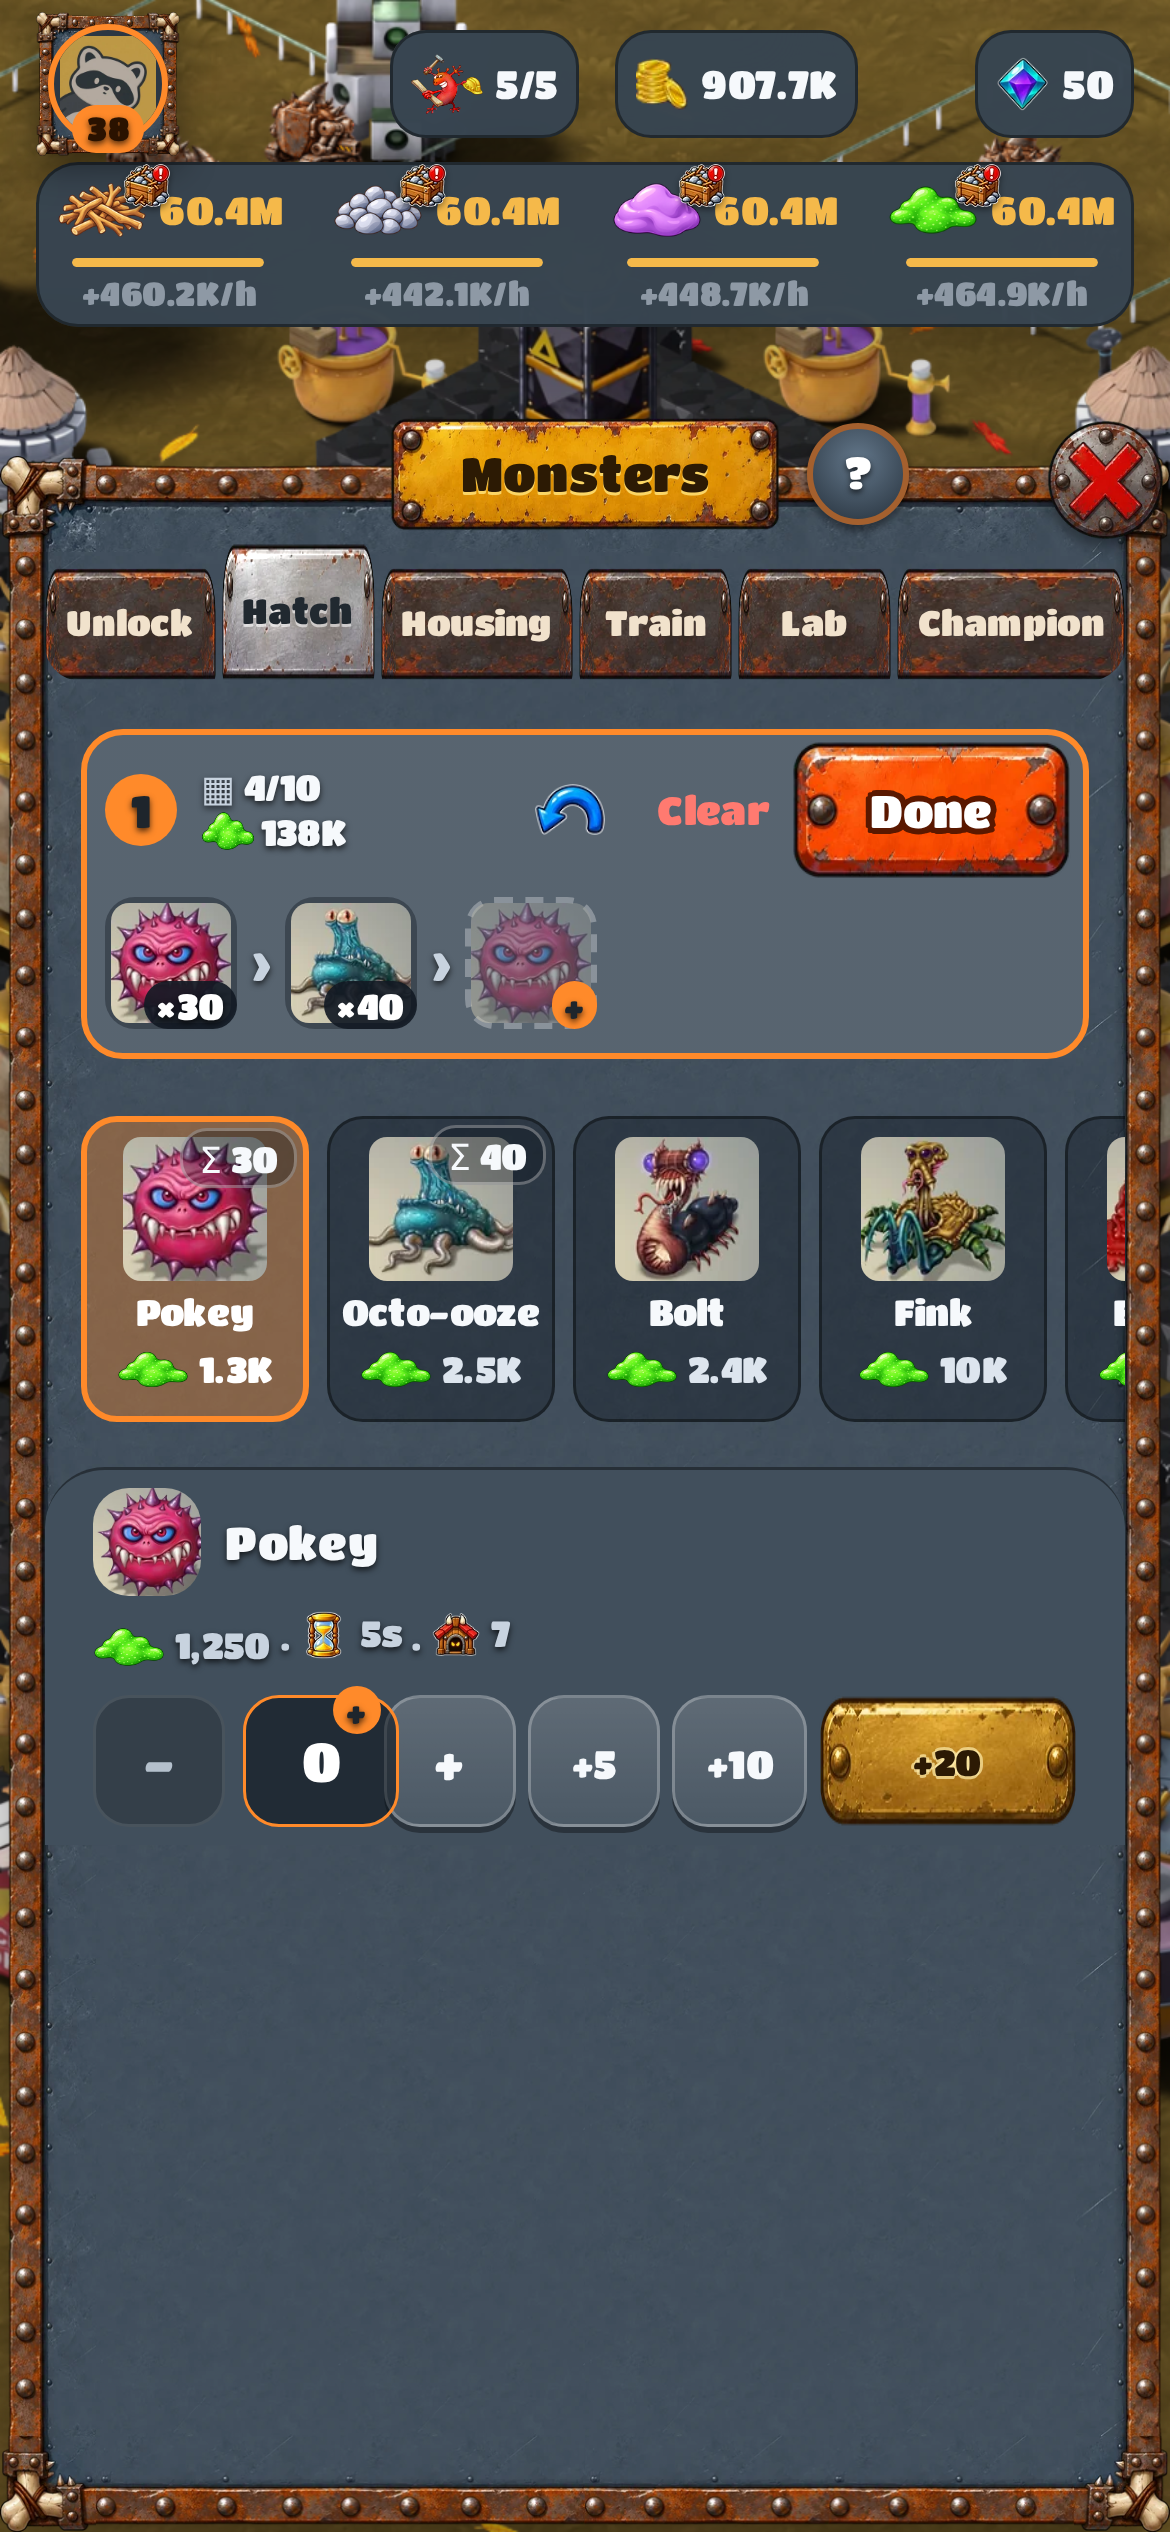 38
5/5
907.7K
50
60.4M
60.4M
60.4M
60.4M
+460.2K/h
+442.1K/h
+448.7K/h
+464.9K/h
Monsters
?
Unlock
Hatch
Housing
Train
Lab
Champion
1
4/10
138K
Clear
Done
×30
×40
+
Σ 30
Σ 40
Pokey
Octo-ooze
Bolt
Fink
1.3K
2.5K
2.4K
10K
Pokey
1,250 · 5s · 7
-
0
+
+
+5
+10
+20